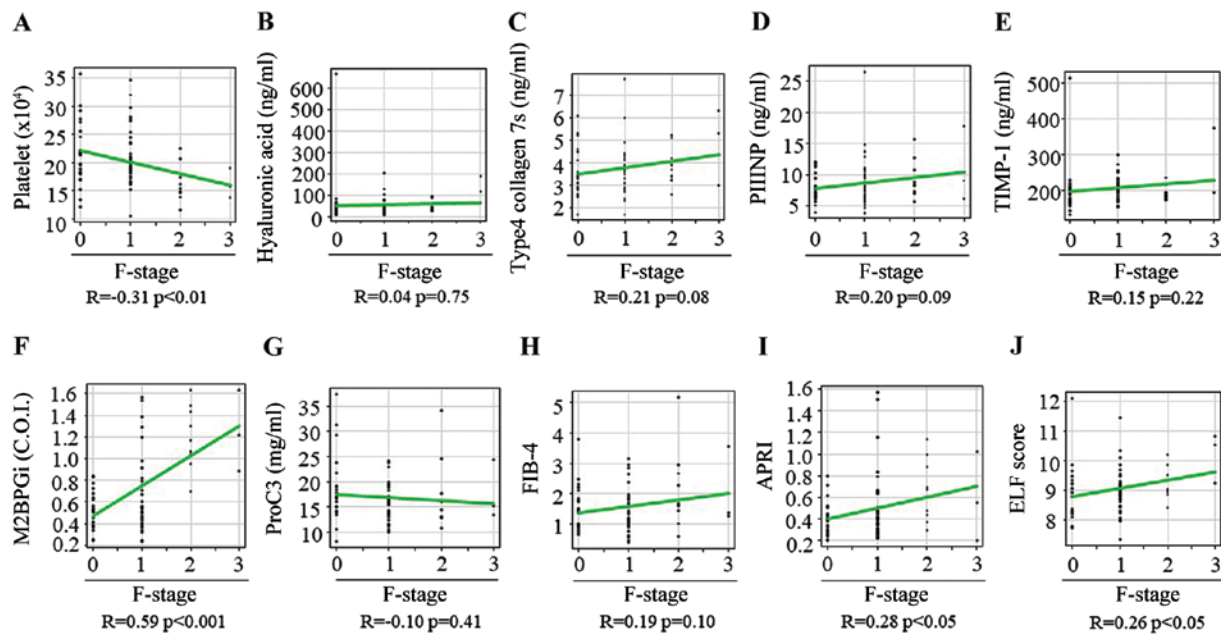 A
Platelet (x10⁴)
35
30
25
20
15
10
0 1 2 3
F-stage
R=-0.31 p<0.01
B
Hyaluronic acid (ng/ml)
600
500
400
300
200
100
0
0 1 2 3
F-stage
R=0.04 p=0.75
C
Type4 collagen 7s (ng/ml)
7
6
5
4
3
2
0 1 2 3
F-stage
R=0.21 p=0.08
D
PIIINP (ng/ml)
25
20
15
10
5
0 1 2 3
F-stage
R=0.20 p=0.09
E
TIMP-1 (ng/ml)
500
400
300
200
0 1 2 3
F-stage
R=0.15 p=0.22
F
M2BPGi (C.O.I.)
1.6
1.4
1.2
1.0
0.8
0.6
0.4
0.2
0 1 2 3
F-stage
R=0.59 p<0.001
G
ProC3 (mg/ml)
35
30
25
20
15
10
0 1 2 3
F-stage
R=-0.10 p=0.41
H
FIB-4
5
4
3
2
1
0 1 2 3
F-stage
R=0.19 p=0.10
I
APRI
1.6
1.4
1.2
1.0
0.8
0.6
0.4
0.2
0 1 2 3
F-stage
R=0.28 p<0.05
J
ELF score
12
11
10
9
8
0 1 2 3
F-stage
R=0.26 p<0.05